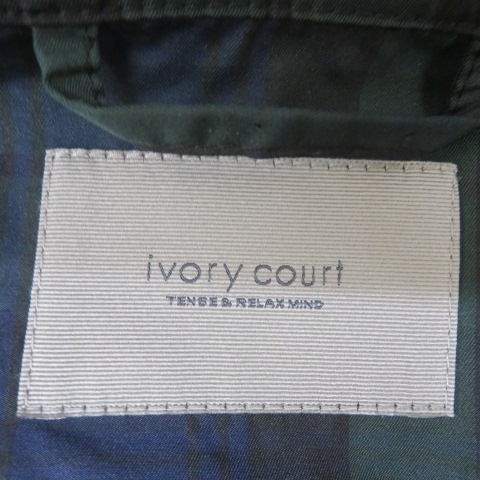 ivory court
TENSE & RELAX MIND